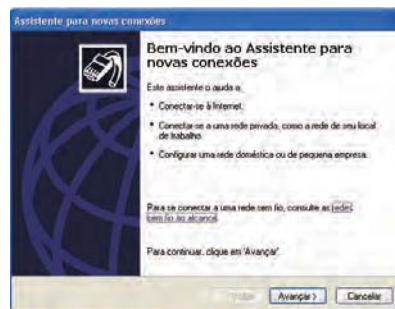 Assistente para novas conexões
Bem-vindo ao Assistente para
novas conexões
Este assistente o ajuda a:
• Conectar-se à Internet.
• Conectar-se a uma rede privada, como a rede de seu local
de trabalho.
• Configurar uma rede doméstica ou de pequena empresa.
Para se conectar a uma rede sem fio, consulte as redes
sem fio ao alcance.
Para continuar, clique em 'Avançar'.
Avançar >
Cancelar